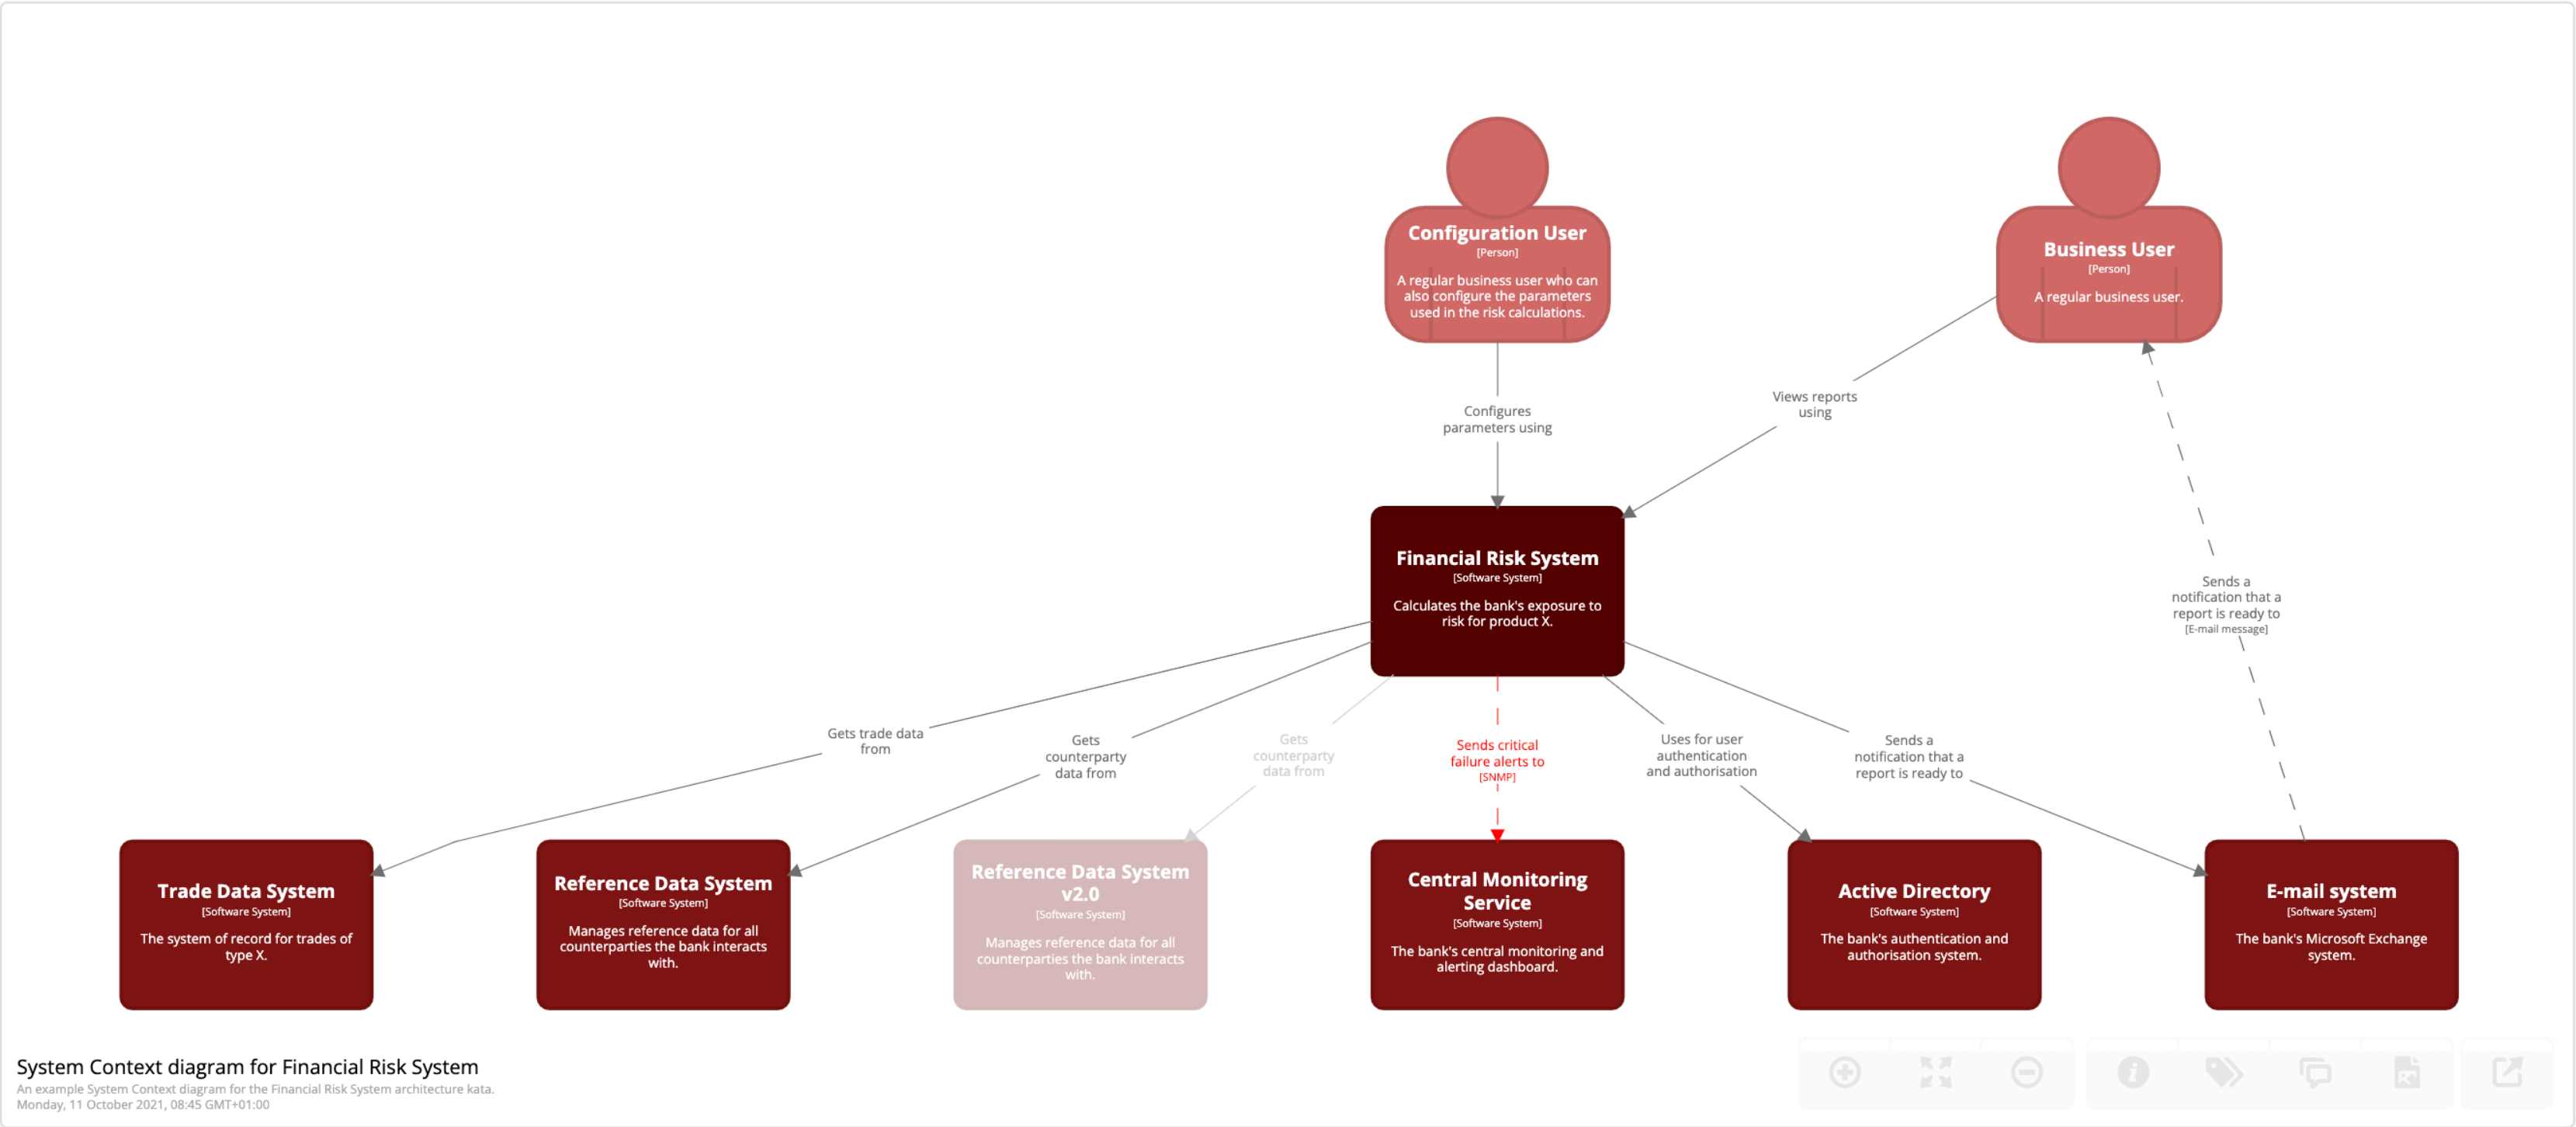 Configuration User
[Person]
A regular business user who can
also configure the parameters
used in the risk calculations.
Business User
[Person]
A regular business user.
Configures
parameters using
Views reports
using
Financial Risk System
[Software System]
Calculates the bank's exposure to
risk for product X.
Sends a
notification that a
report is ready to
[E-mail message]
Gets trade data
from
Gets
counterparty
data from
Gets
counterparty
data from
Sends critical
failure alerts to
[SNMP]
Uses for user
authentication
and authorisation
Sends a
notification that a
report is ready to
Trade Data System
[Software System]
The system of record for trades of
type X.
Reference Data System
[Software System]
Manages reference data for all
counterparties the bank interacts
with.
Reference Data System
v2.0
[Software System]
Manages reference data for all
counterparties the bank interacts
with.
Central Monitoring
Service
[Software System]
The bank's central monitoring and
alerting dashboard.
Active Directory
[Software System]
The bank's authentication and
authorisation system.
E-mail system
[Software System]
The bank's Microsoft Exchange
system.
System Context diagram for Financial Risk System
An example System Context diagram for the Financial Risk System architecture kata.
Monday, 11 October 2021, 08:45 GMT+01:00